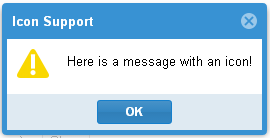 Icon Support
Here is a message with an icon!
OK